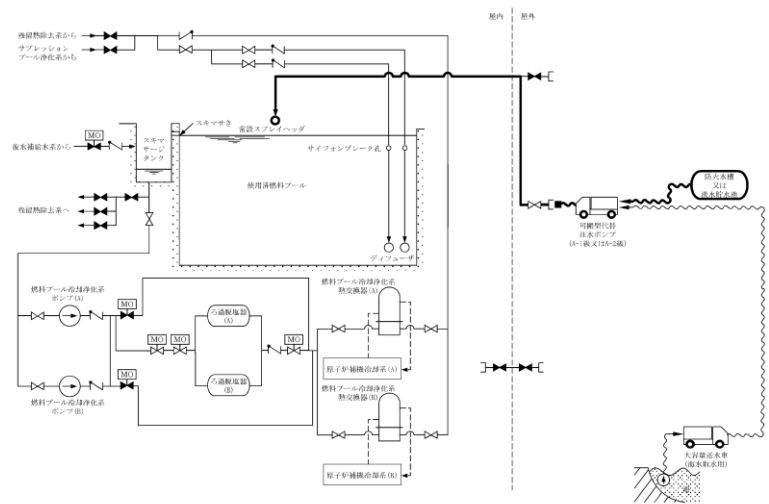 残留熱除去系から
サプレッション
プール浄化系から
屋内
屋外
スキマせき
常設スプレイヘッダ
MO
スキマ
サージ
タンク
復水補給水系から
サイフォンブレーク孔
使用済燃料プール
残留熱除去系へ
ディフューザ
防火水槽
又は
淡水貯水池
可搬型代替
注水ポンプ
(A-1級又はA-2級)
燃料プール冷却浄化系
ポンプ(A)
MO
MO
MO
ろ過脱塩器
(A)
MO
燃料プール冷却浄化系
熱交換器(A)
原子炉補機冷却系(A)
MO
ろ過脱塩器
(B)
燃料プール冷却浄化系
ポンプ(B)
燃料プール冷却浄化系
熱交換器(B)
原子炉補機冷却系(B)
大容量送水車
(海水取水用)
海